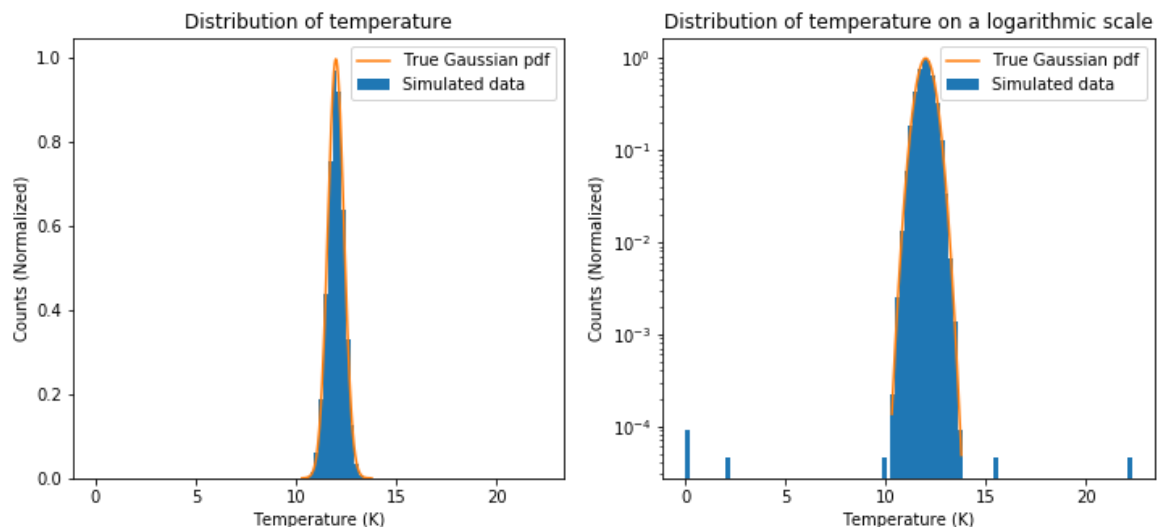 Distribution of temperature
Counts (Normalized)
1.0
0.8
0.6
0.4
0.2
0.0
0 5 10 15 20
Temperature (K)
True Gaussian pdf
Simulated data
Distribution of temperature on a logarithmic scale
Counts (Normalized)
10⁰
10⁻¹
10⁻²
10⁻³
10⁻⁴
0 5 10 15 20
Temperature (K)
True Gaussian pdf
Simulated data